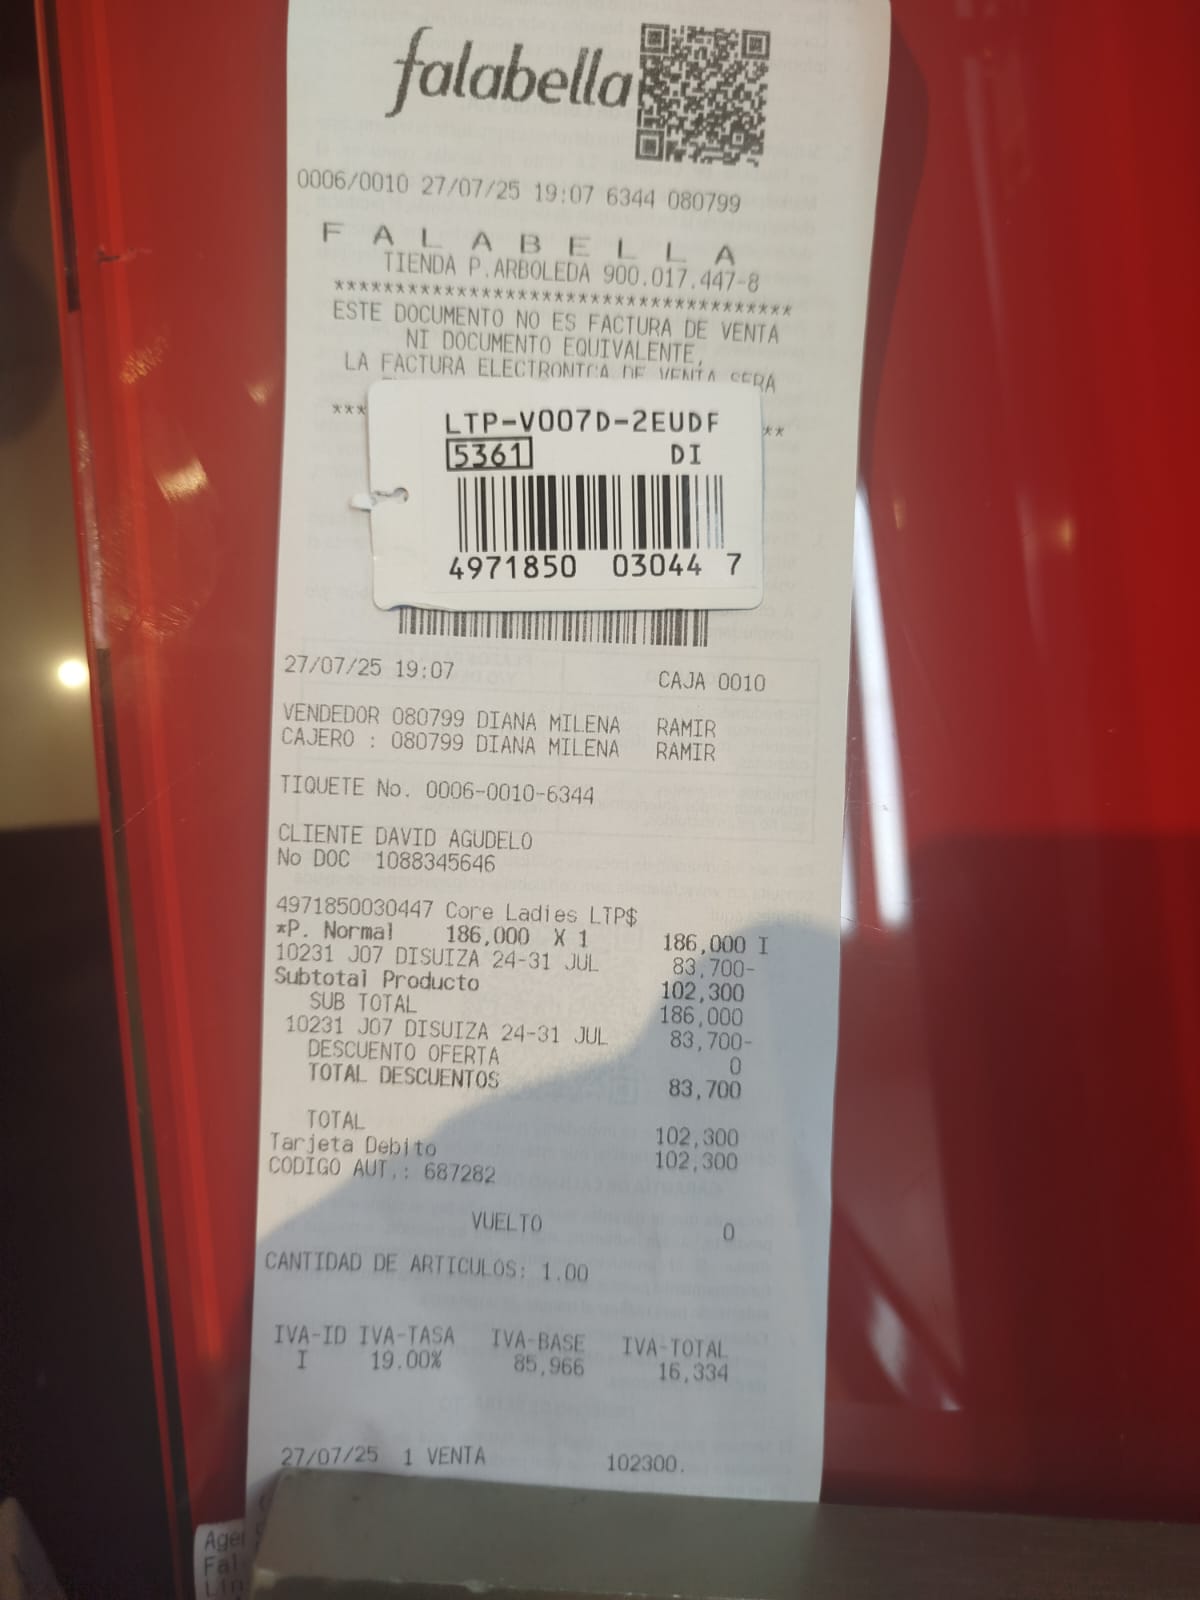 falabella
0006/0010 27/07/25 19:07 6344 080799
F A L A B E L L A
TIENDA P.ARBOLEDA 900.017.447-8
**************************************
ESTE DOCUMENTO NO ES FACTURA DE VENTA
NI DOCUMENTO EQUIVALENTE,
LA FACTURA ELECTRONICA DE VENTA SERA
*** **
LTP-V007D-2EUDF
5361 DI
4971850 03044 7
27/07/25 19:07 CAJA 0010
VENDEDOR 080799 DIANA MILENA RAMIR
CAJERO : 080799 DIANA MILENA RAMIR
TIQUETE No. 0006-0010-6344
CLIENTE DAVID AGUDELO
No DOC 1088345646
4971850030447 Core Ladies LTP$
*P. Normal 186,000 X 1 186,000 I
10231 J07 DISUIZA 24-31 JUL 83,700-
Subtotal Producto 102,300
SUB TOTAL 186,000
10231 J07 DISUIZA 24-31 JUL 83,700-
DESCUENTO OFERTA 0
TOTAL DESCUENTOS 83,700
TOTAL 102,300
Tarjeta Debito 102,300
CODIGO AUT.: 687282
VUELTO 0
CANTIDAD DE ARTICULOS: 1.00
IVA-ID IVA-TASA IVA-BASE IVA-TOTAL
I 19.00% 85,966 16,334
27/07/25 1 VENTA 102300.
Agen
Fal
Lin